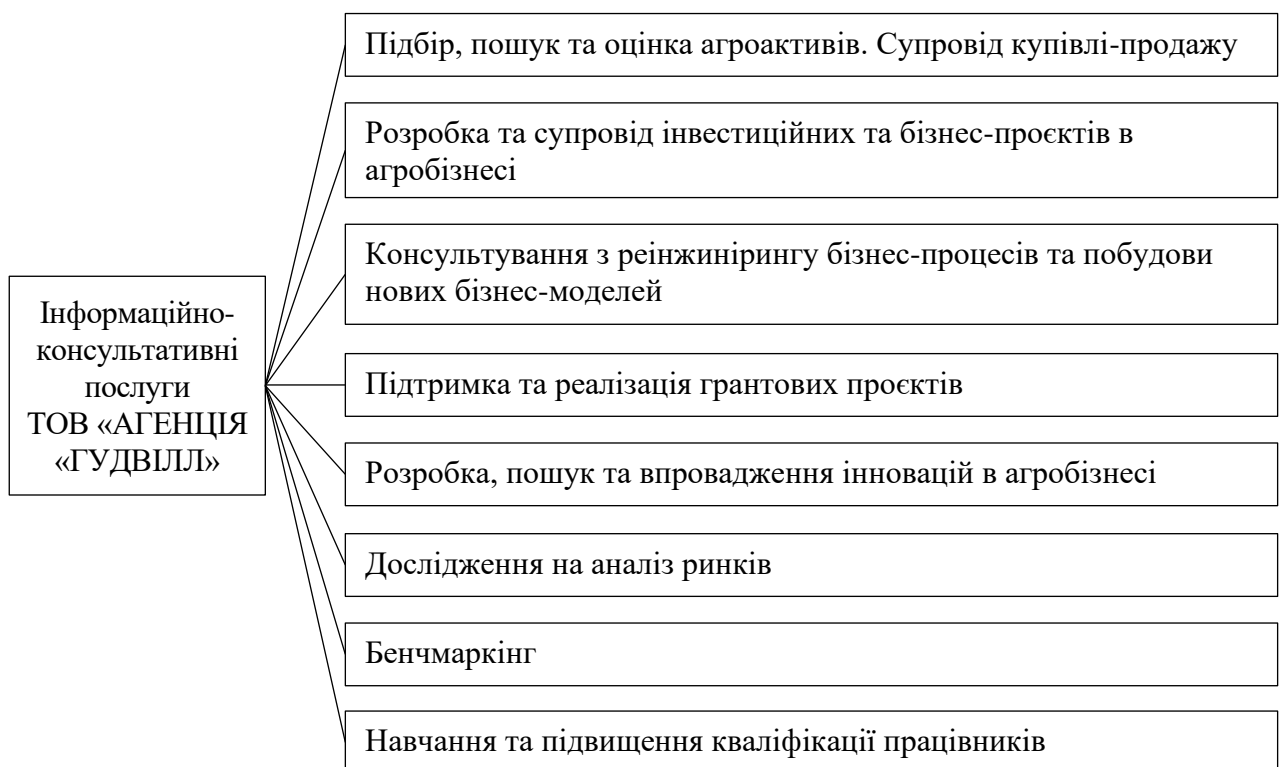 Підбір, пошук та оцінка агроактивів. Супровід купівлі-продажу
Розробка та супровід інвестиційних та бізнес-проєктів в
агробізнесі
Консультування з реінжинірингу бізнес-процесів та побудови
нових бізнес-моделей
Інформаційно-
консультативні
послуги
ТОВ «АГЕНЦІЯ
«ГУДВІЛЛ»
Підтримка та реалізація грантових проєктів
Розробка, пошук та впровадження інновацій в агробізнесі
Дослідження на аналіз ринків
Бенчмаркінг
Навчання та підвищення кваліфікації працівників